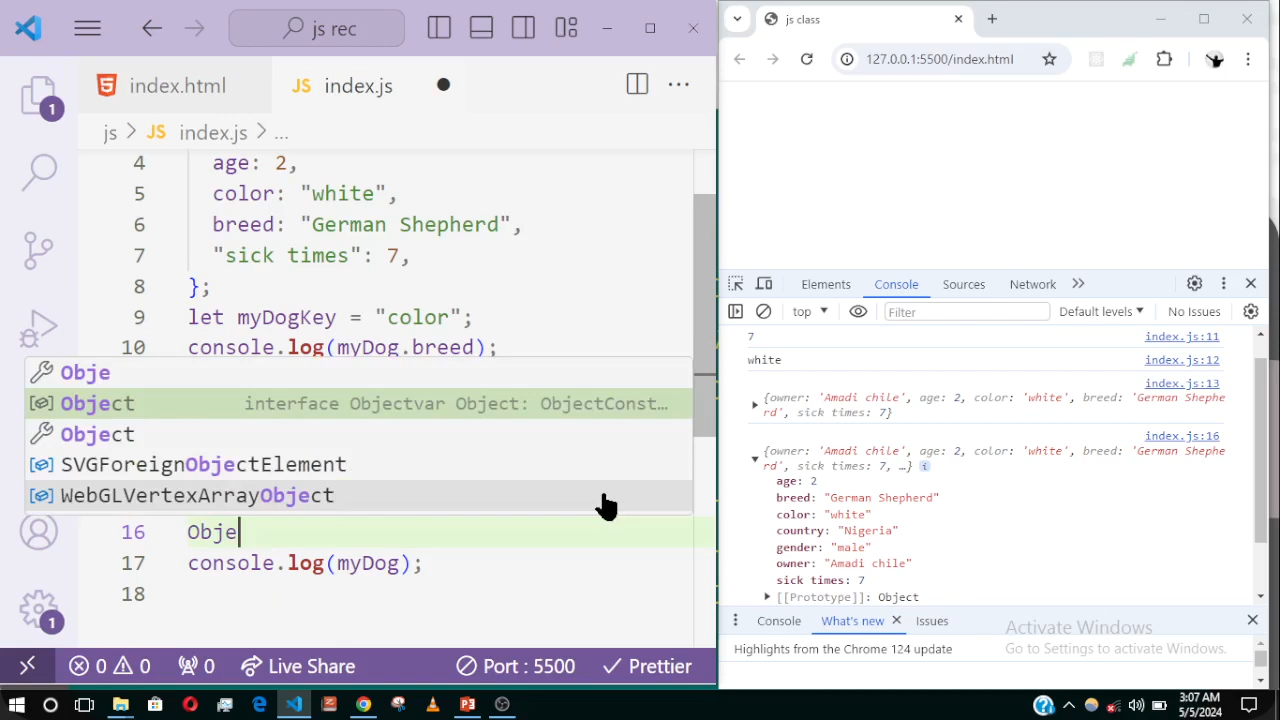 js rec
index.html
JS index.js
js > JS index.js > ...
4 age: 2,
5 color: "white",
6 breed: "German Shepherd",
7 "sick times": 7,
8 };
9 let myDogKey = "color";
10 console.log(myDog.breed);
Obje
Object interface Objectvar Object: ObjectConst...
Object
SVGForeignObjectElement
WebGLVertexArrayObject
16 Obje
17 console.log(myDog);
18
1
1
0 0 0 Live Share Port : 5500 Prettier
js class
127.0.0.1:5500/index.html
Elements Console Sources Network
top Filter Default levels No Issues
7 index.js:11
white index.js:12
index.js:13
{owner: 'Amadi chile', age: 2, color: 'white', breed: 'German Shephe
rd', sick times: 7}
index.js:16
{owner: 'Amadi chile', age: 2, color: 'white', breed: 'German Shephe
rd', sick times: 7, …} i
age: 2
breed: "German Shepherd"
color: "white"
country: "Nigeria"
gender: "male"
owner: "Amadi chile"
sick times: 7
[[Prototype]]: Object
Console What's new Issues
Highlights from the Chrome 124 update
Activate Windows
Go to Settings to activate Windows.
3:07 AM
5/5/2024